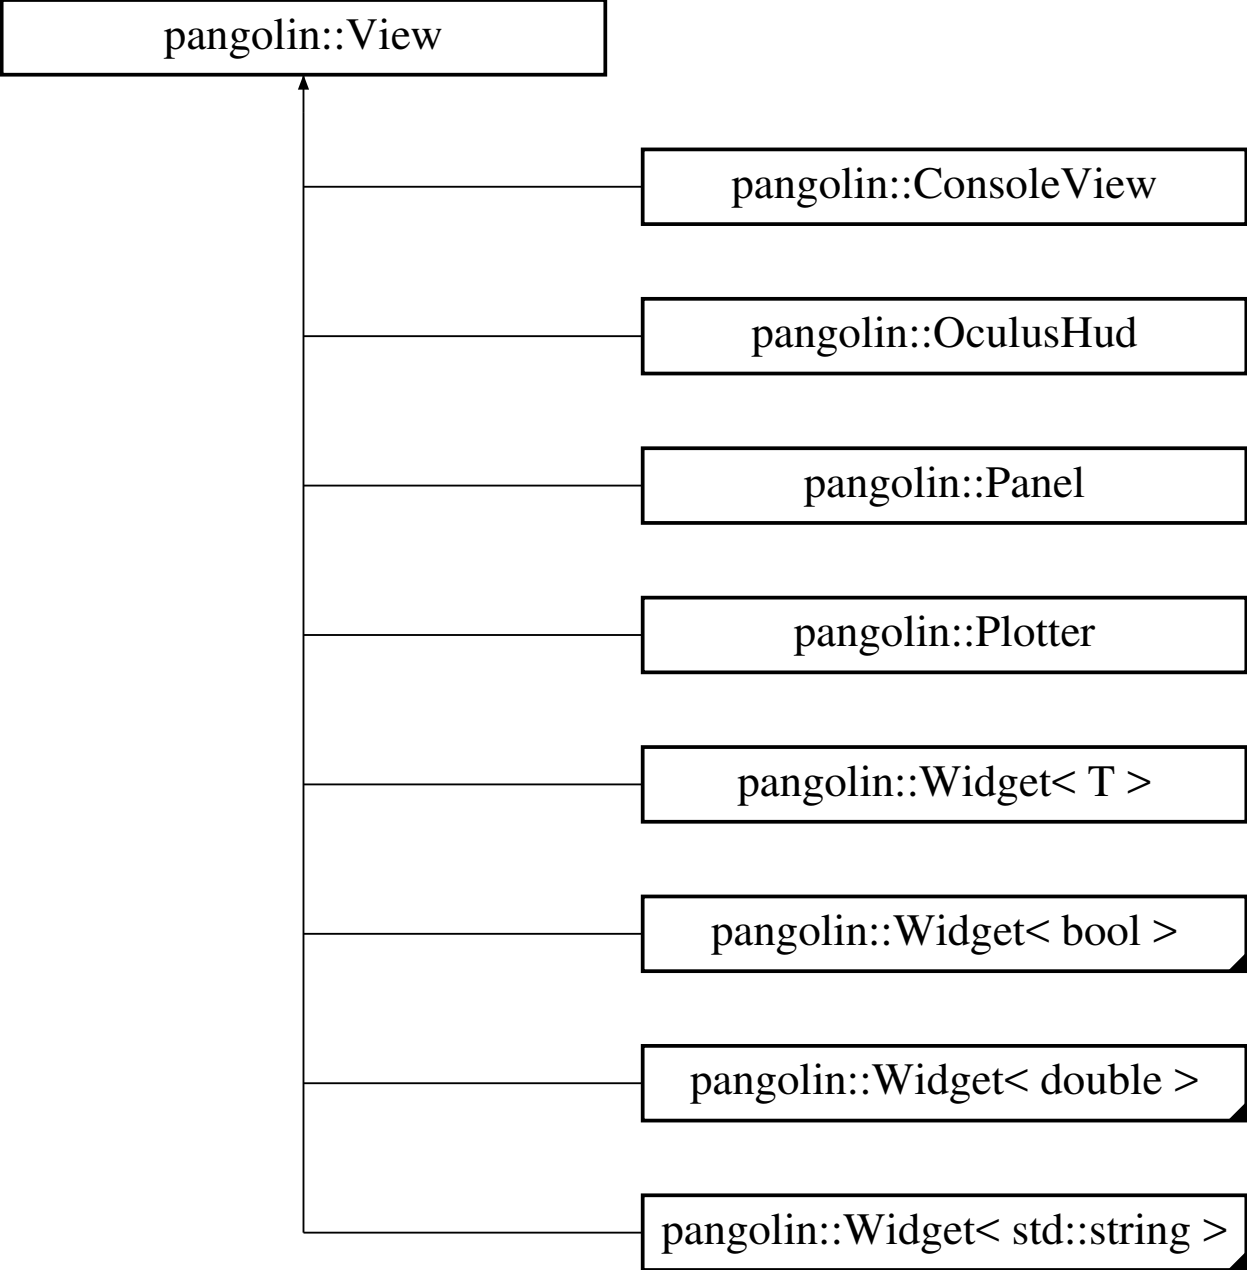 pangolin::View
pangolin::ConsoleView
pangolin::OculusHud
pangolin::Panel
pangolin::Plotter
pangolin::Widget< T >
pangolin::Widget< bool >
pangolin::Widget< double >
pangolin::Widget< std::string >